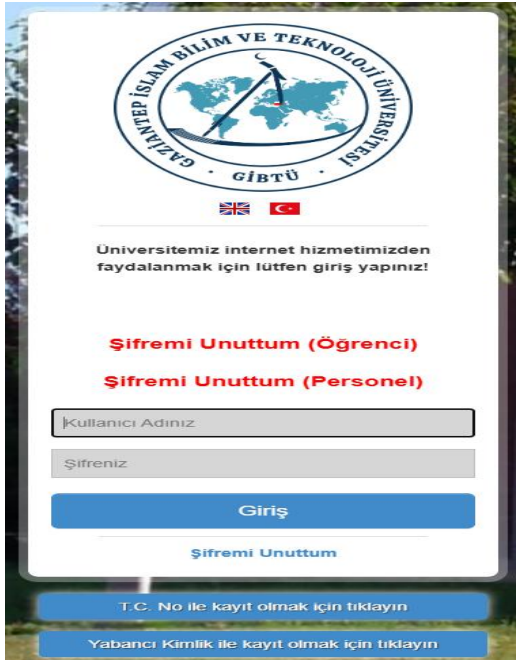 GAZİANTEP İSLAM BİLİM VE TEKNOLOJİ ÜNİVERSİTESİ
GİBTÜ
Üniversitemiz internet hizmetimizden
faydalanmak için lütfen giriş yapınız!
Şifremi Unuttum (Öğrenci)
Şifremi Unuttum (Personel)
Kullanıcı Adınız
Şifreniz
Giriş
Şifremi Unuttum
T.C. No ile kayıt olmak için tıklayın
Yabancı Kimlik ile kayıt olmak için tıklayın